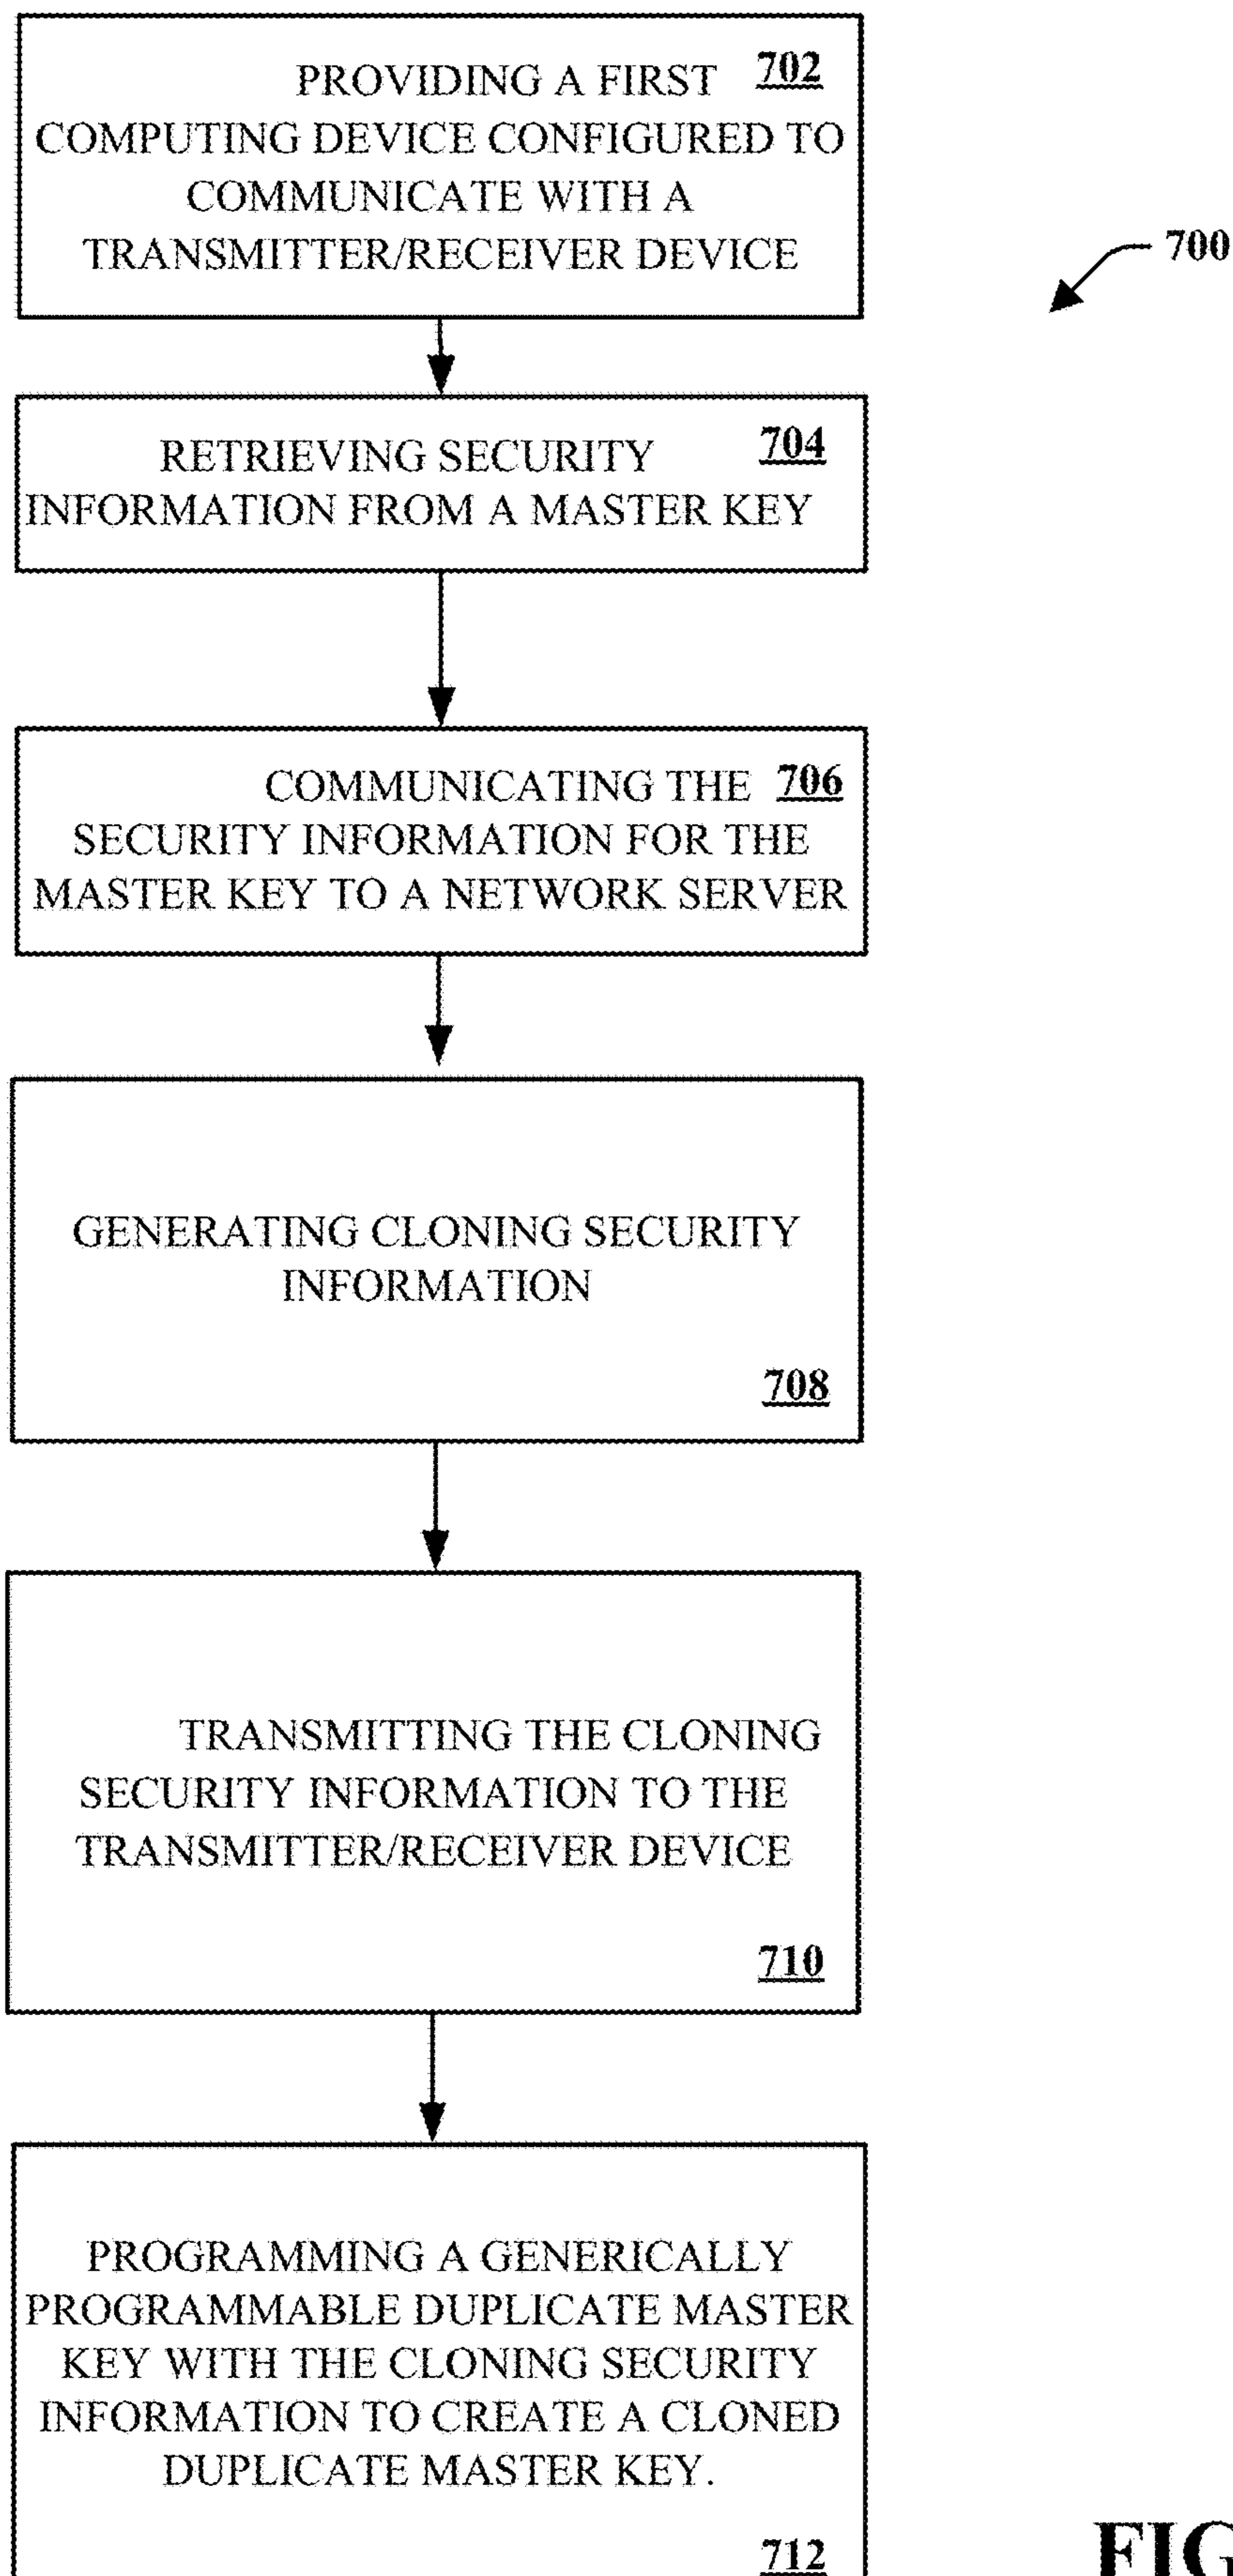 PROVIDING A FIRST 702
COMPUTING DEVICE CONFIGURED TO
COMMUNICATE WITH A
TRANSMITTER/RECEIVER DEVICE
700
RETRIEVING SECURITY 704
INFORMATION FROM A MASTER KEY
COMMUNICATING THE 706
SECURITY INFORMATION FOR THE
MASTER KEY TO A NETWORK SERVER
GENERATING CLONING SECURITY
INFORMATION
708
TRANSMITTING THE CLONING
SECURITY INFORMATION TO THE
TRANSMITTER/RECEIVER DEVICE
710
PROGRAMMING A GENERICALLY
PROGRAMMABLE DUPLICATE MASTER
KEY WITH THE CLONING SECURITY
INFORMATION TO CREATE A CLONED
DUPLICATE MASTER KEY.
712
FIG